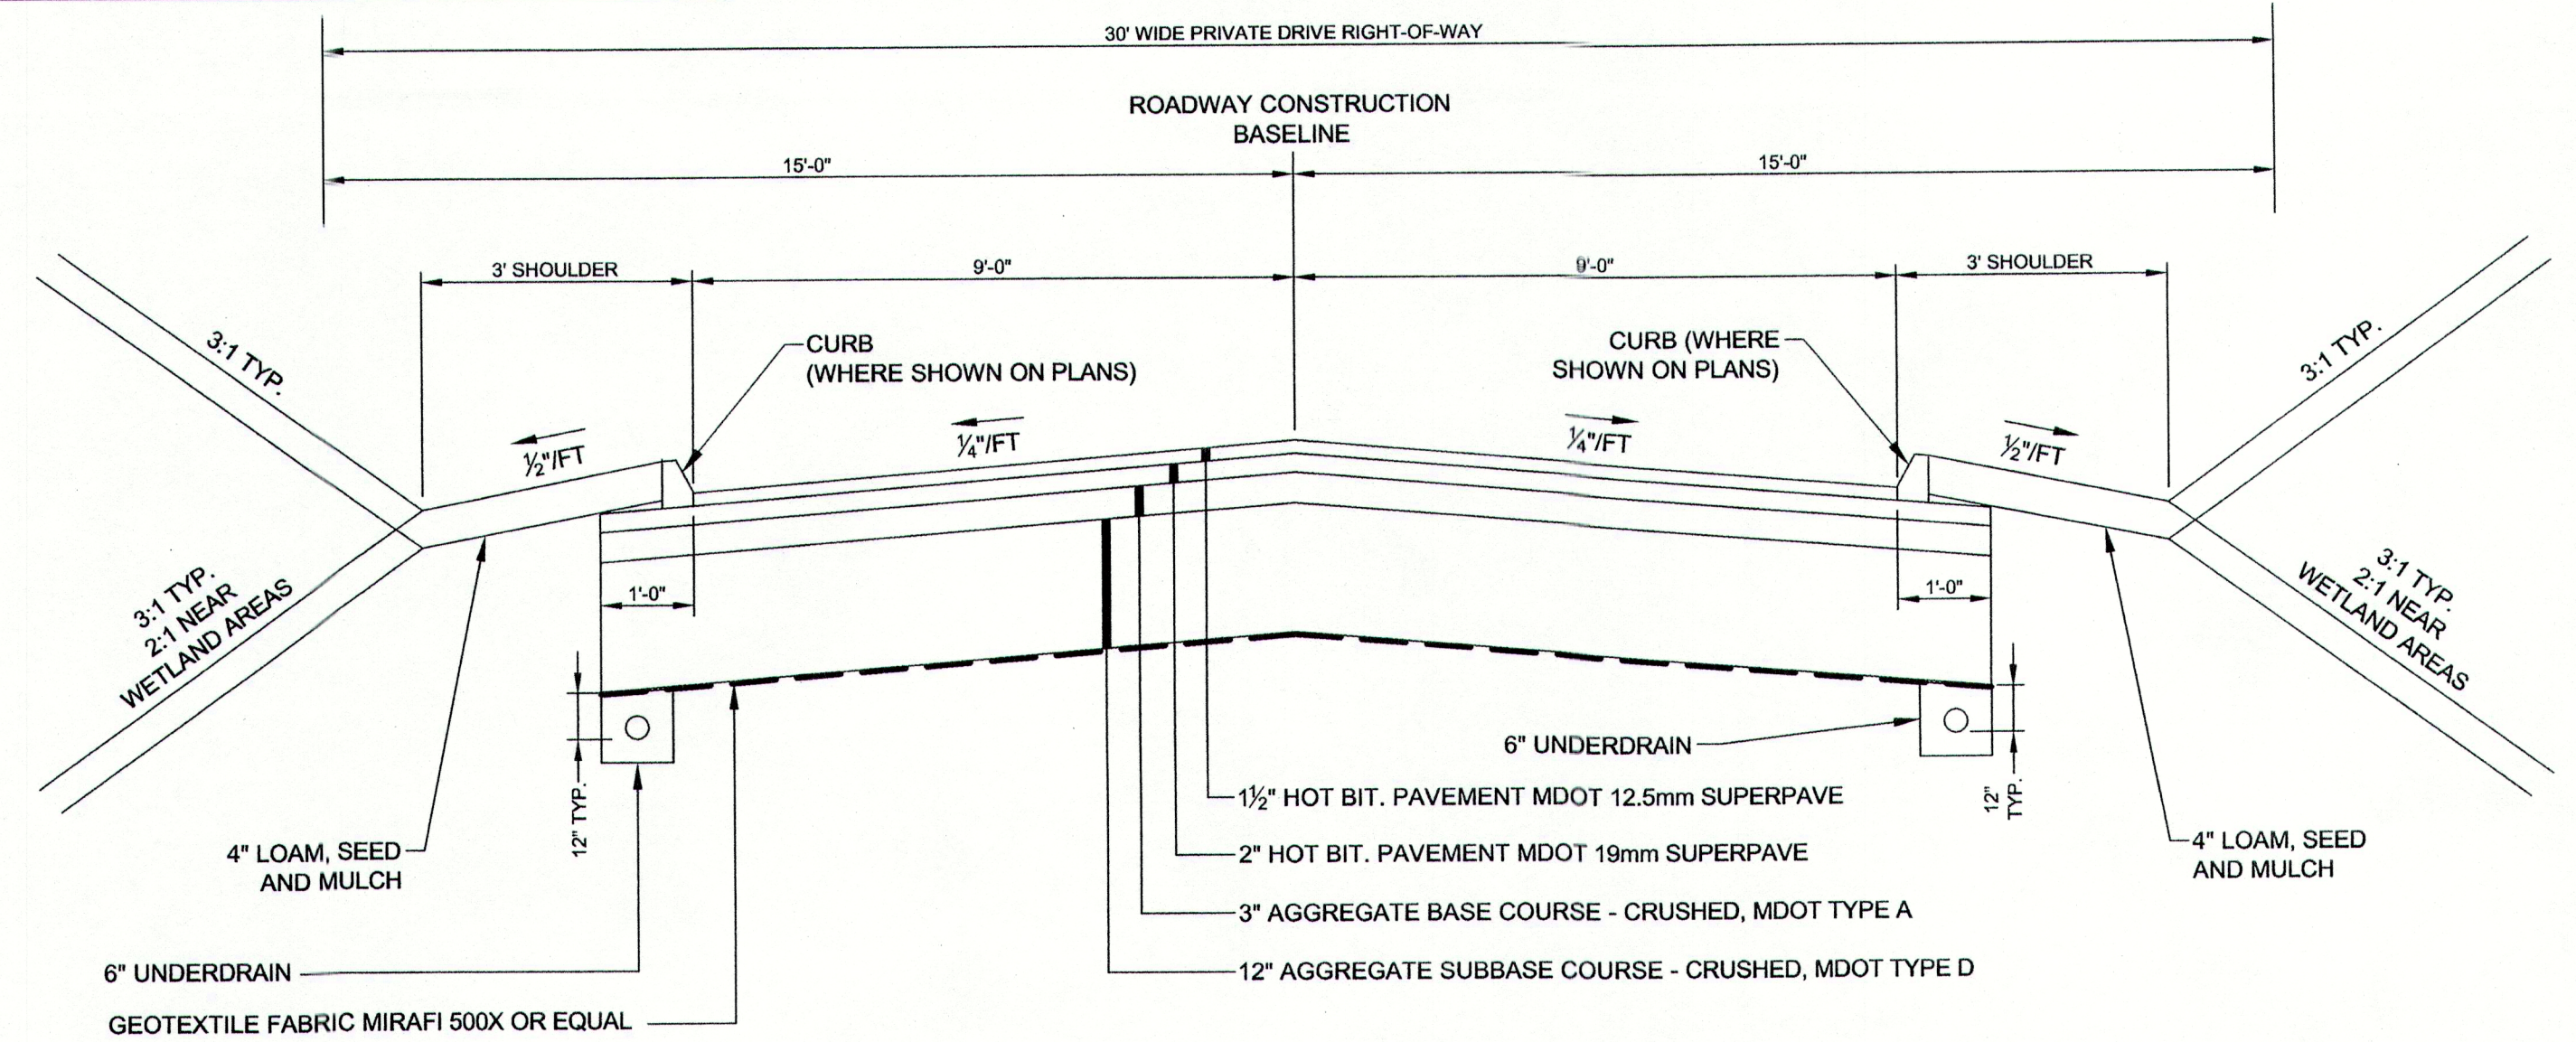 30' WIDE PRIVATE DRIVE RIGHT-OF-WAY
ROADWAY CONSTRUCTION
BASELINE
15'-0"
15'-0"
3' SHOULDER
9'-0"
9'-0"
3' SHOULDER
3:1 TYP.
CURB
(WHERE SHOWN ON PLANS)
CURB (WHERE
SHOWN ON PLANS)
3:1 TYP.
½"/FT
¼"/FT
¼"/FT
½"/FT
3:1 TYP.
2:1 NEAR
WETLAND AREAS
1'-0"
1'-0"
3:1 TYP.
2:1 NEAR
WETLAND AREAS
12" TYP.
6" UNDERDRAIN
12"
TYP.
1½" HOT BIT. PAVEMENT MDOT 12.5mm SUPERPAVE
2" HOT BIT. PAVEMENT MDOT 19mm SUPERPAVE
3" AGGREGATE BASE COURSE - CRUSHED, MDOT TYPE A
12" AGGREGATE SUBBASE COURSE - CRUSHED, MDOT TYPE D
4" LOAM, SEED
AND MULCH
4" LOAM, SEED
AND MULCH
6" UNDERDRAIN
GEOTEXTILE FABRIC MIRAFI 500X OR EQUAL